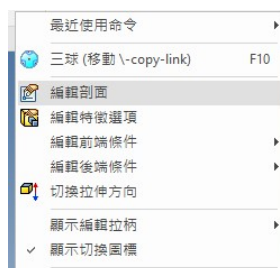 最近使用命令
三球 (移動 \-copy-link) F10
編輯剖面
編輯特徵選項
編輯前端條件
編輯後端條件
切換拉伸方向
顯示編輯拉柄
顯示切換圖標